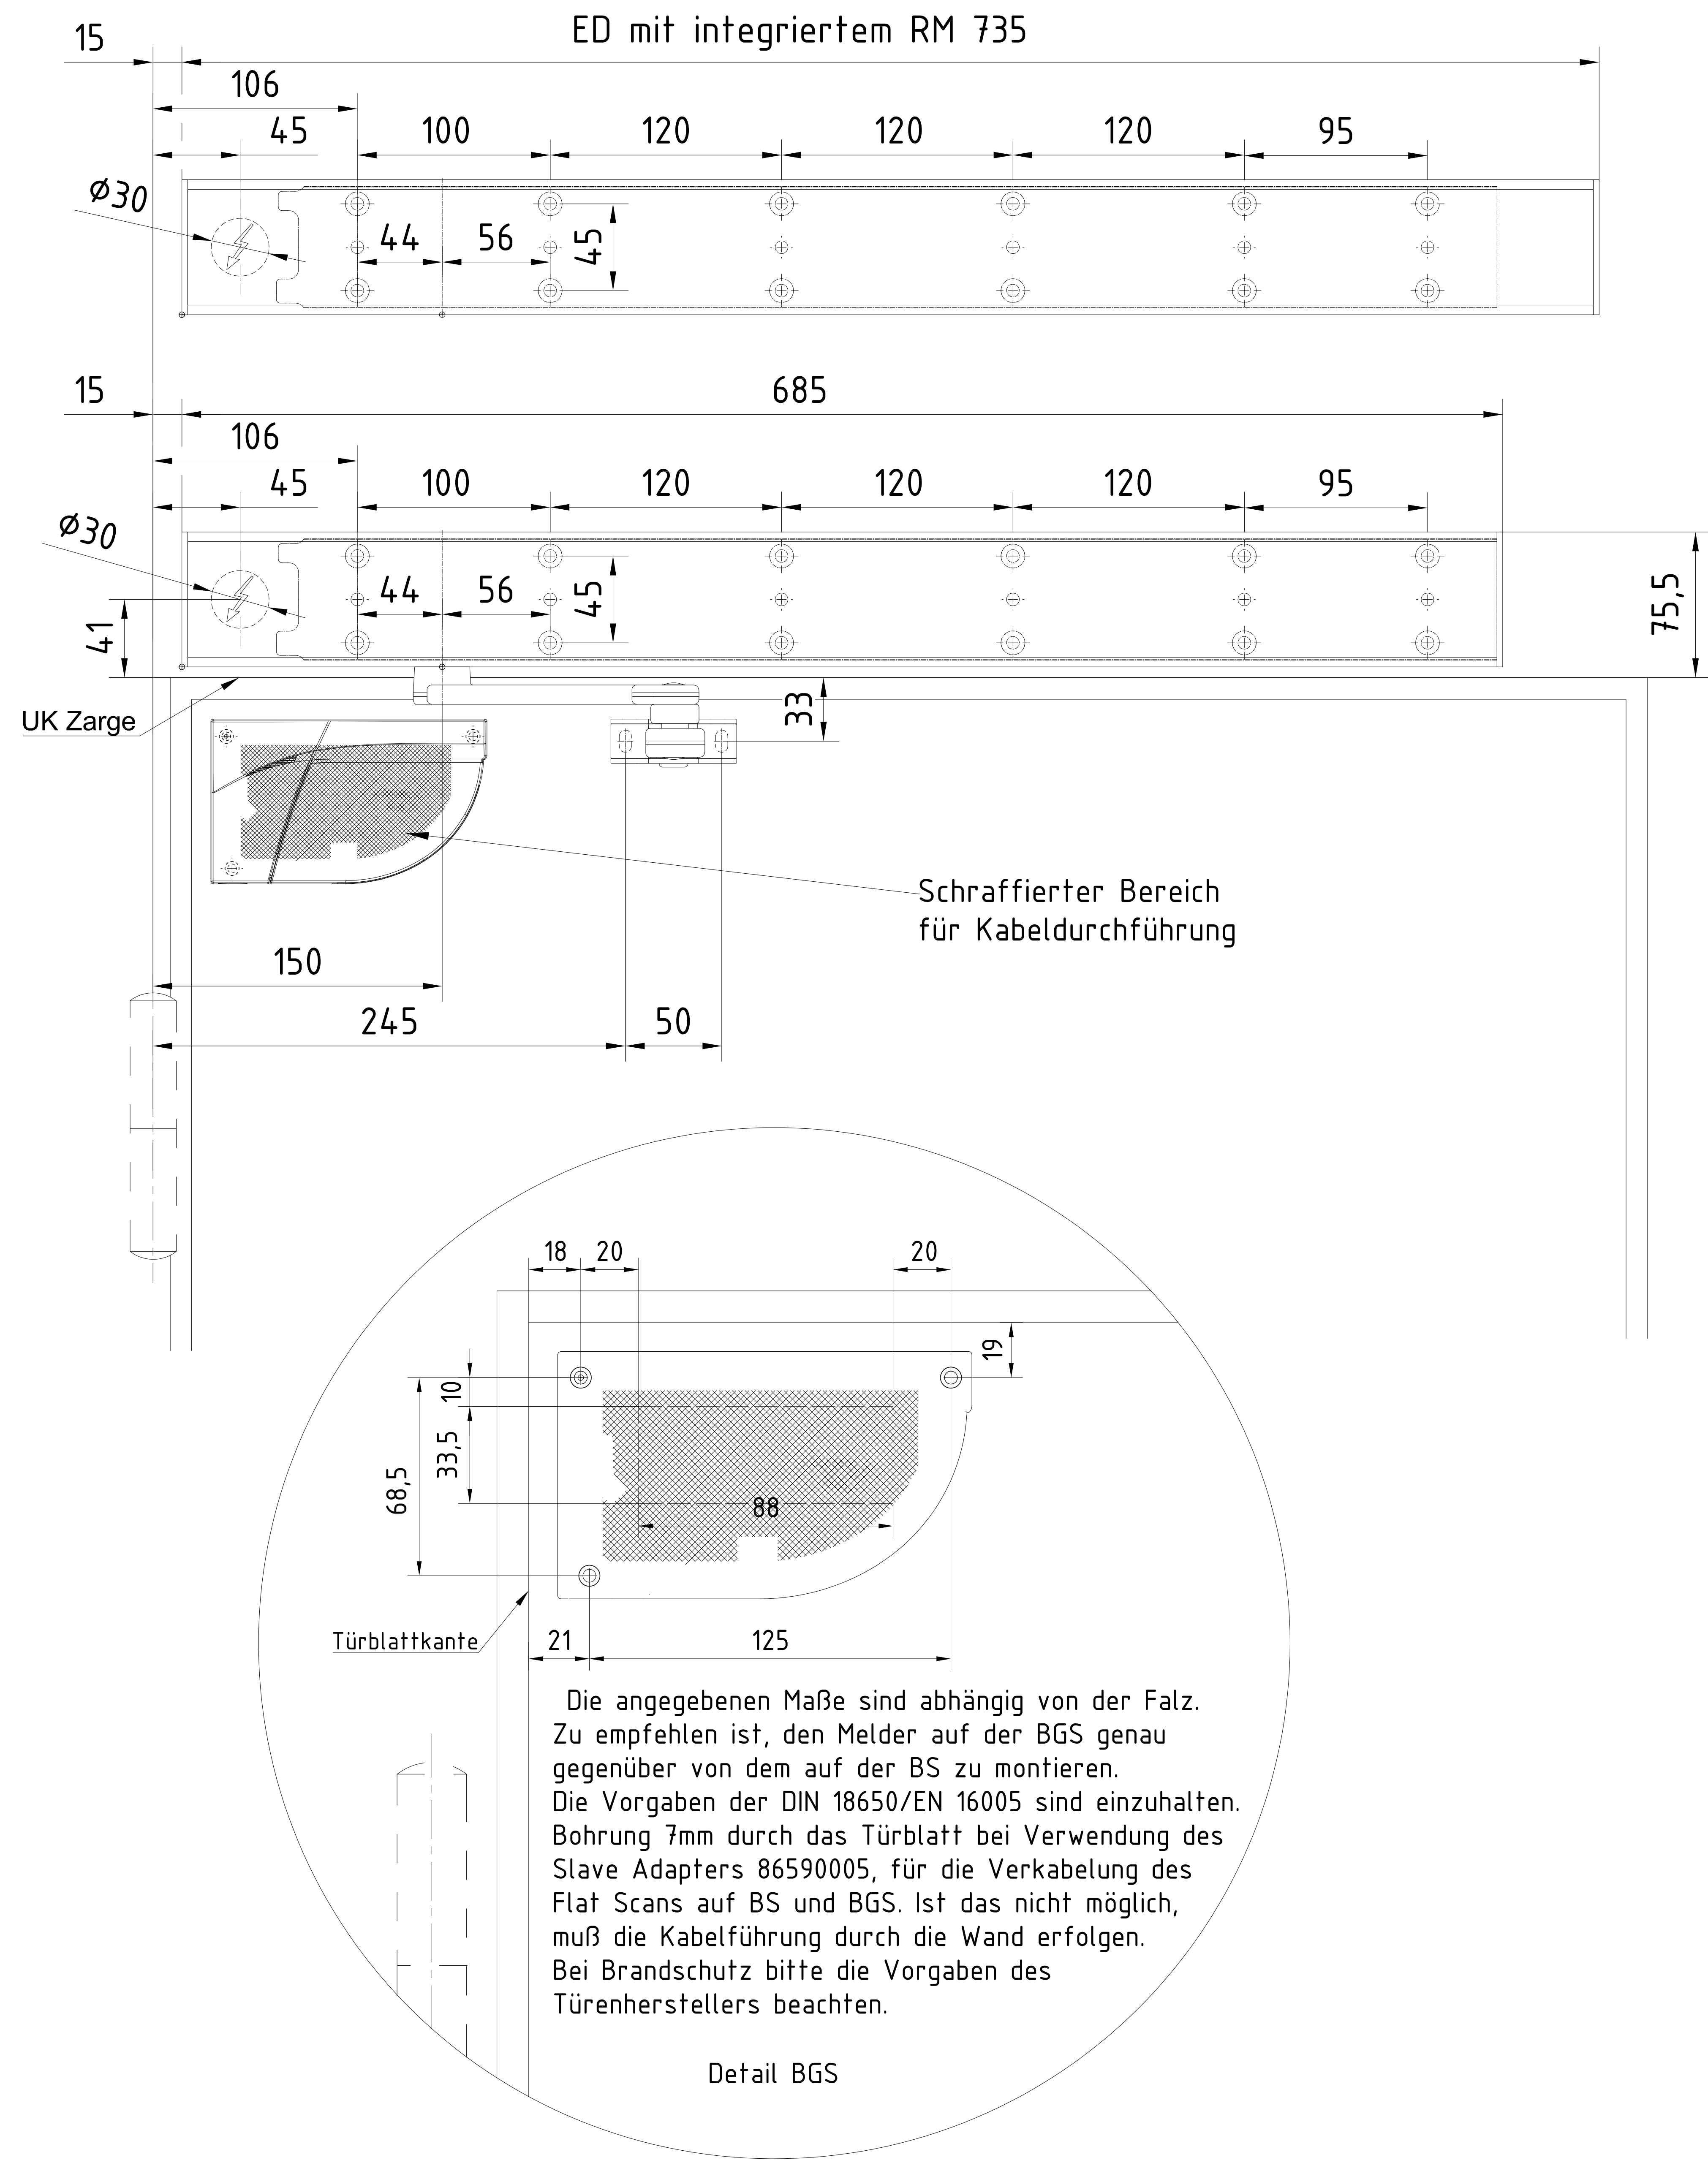 ED mit integriertem RM 735
15
106
45
100
120
120
120
95
ø30
44
56
45
15
685
106
45
100
120
120
120
95
ø30
44
56
45
41
75,5
UK Zarge
33
Schraffierter Bereich
für Kabeldurchführung
150
245
50
18
20
20
19
10
33,5
68,5
88
Türblattkante
21
125
Die angegebenen Maße sind abhängig von der Falz.
Zu empfehlen ist, den Melder auf der BGS genau
gegenüber von dem auf der BS zu montieren.
Die Vorgaben der DIN 18650/EN 16005 sind einzuhalten.
Bohrung 7mm durch das Türblatt bei Verwendung des
Slave Adapters 86590005, für die Verkabelung des
Flat Scans auf BS und BGS. Ist das nicht möglich,
muß die Kabelführung durch die Wand erfolgen.
Bei Brandschutz bitte die Vorgaben des
Türenherstellers beachten.
Detail BGS